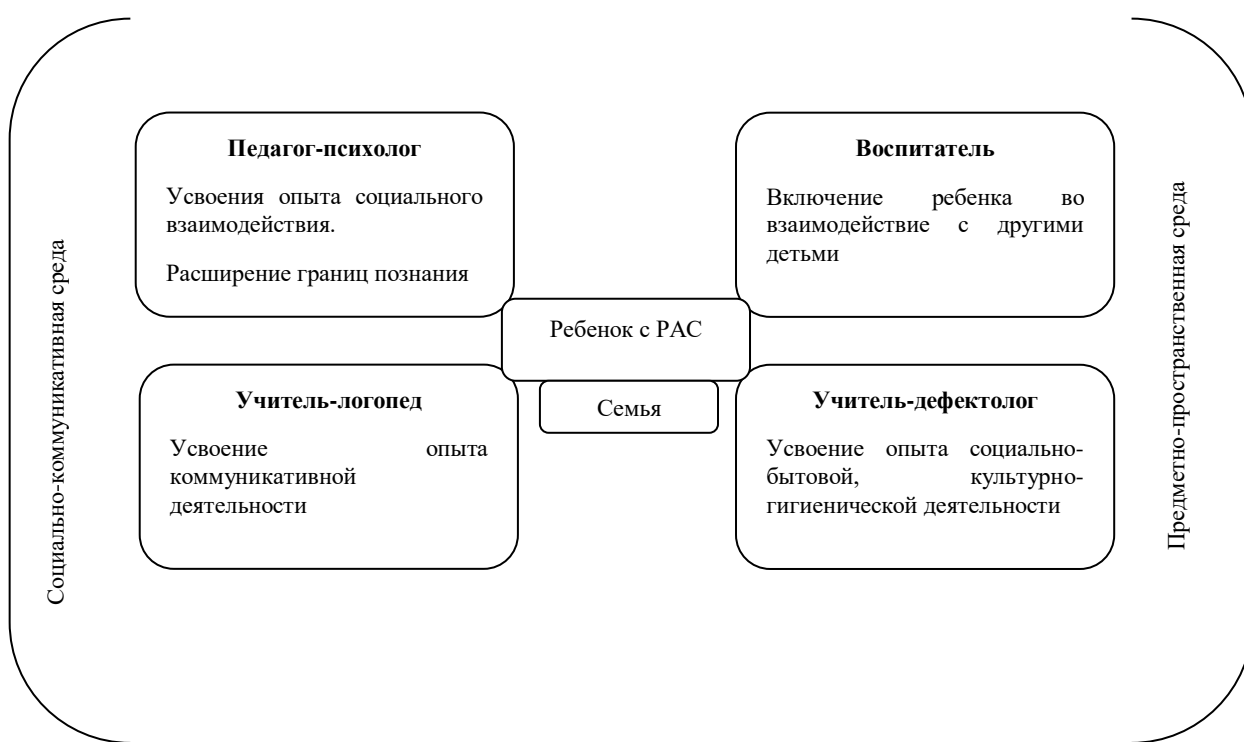 Социально-коммуникативная среда
Педагог-психолог
Усвоения опыта социального
взаимодействия.
Расширение границ познания
Воспитатель
Включение ребенка во
взаимодействие с другими
детьми
Ребенок с РАС
Семья
Учитель-логопед
Усвоение опыта
коммуникативной
деятельности
Учитель-дефектолог
Усвоение опыта социально-
бытовой, культурно-
гигиенической деятельности
Предметно-пространственная среда